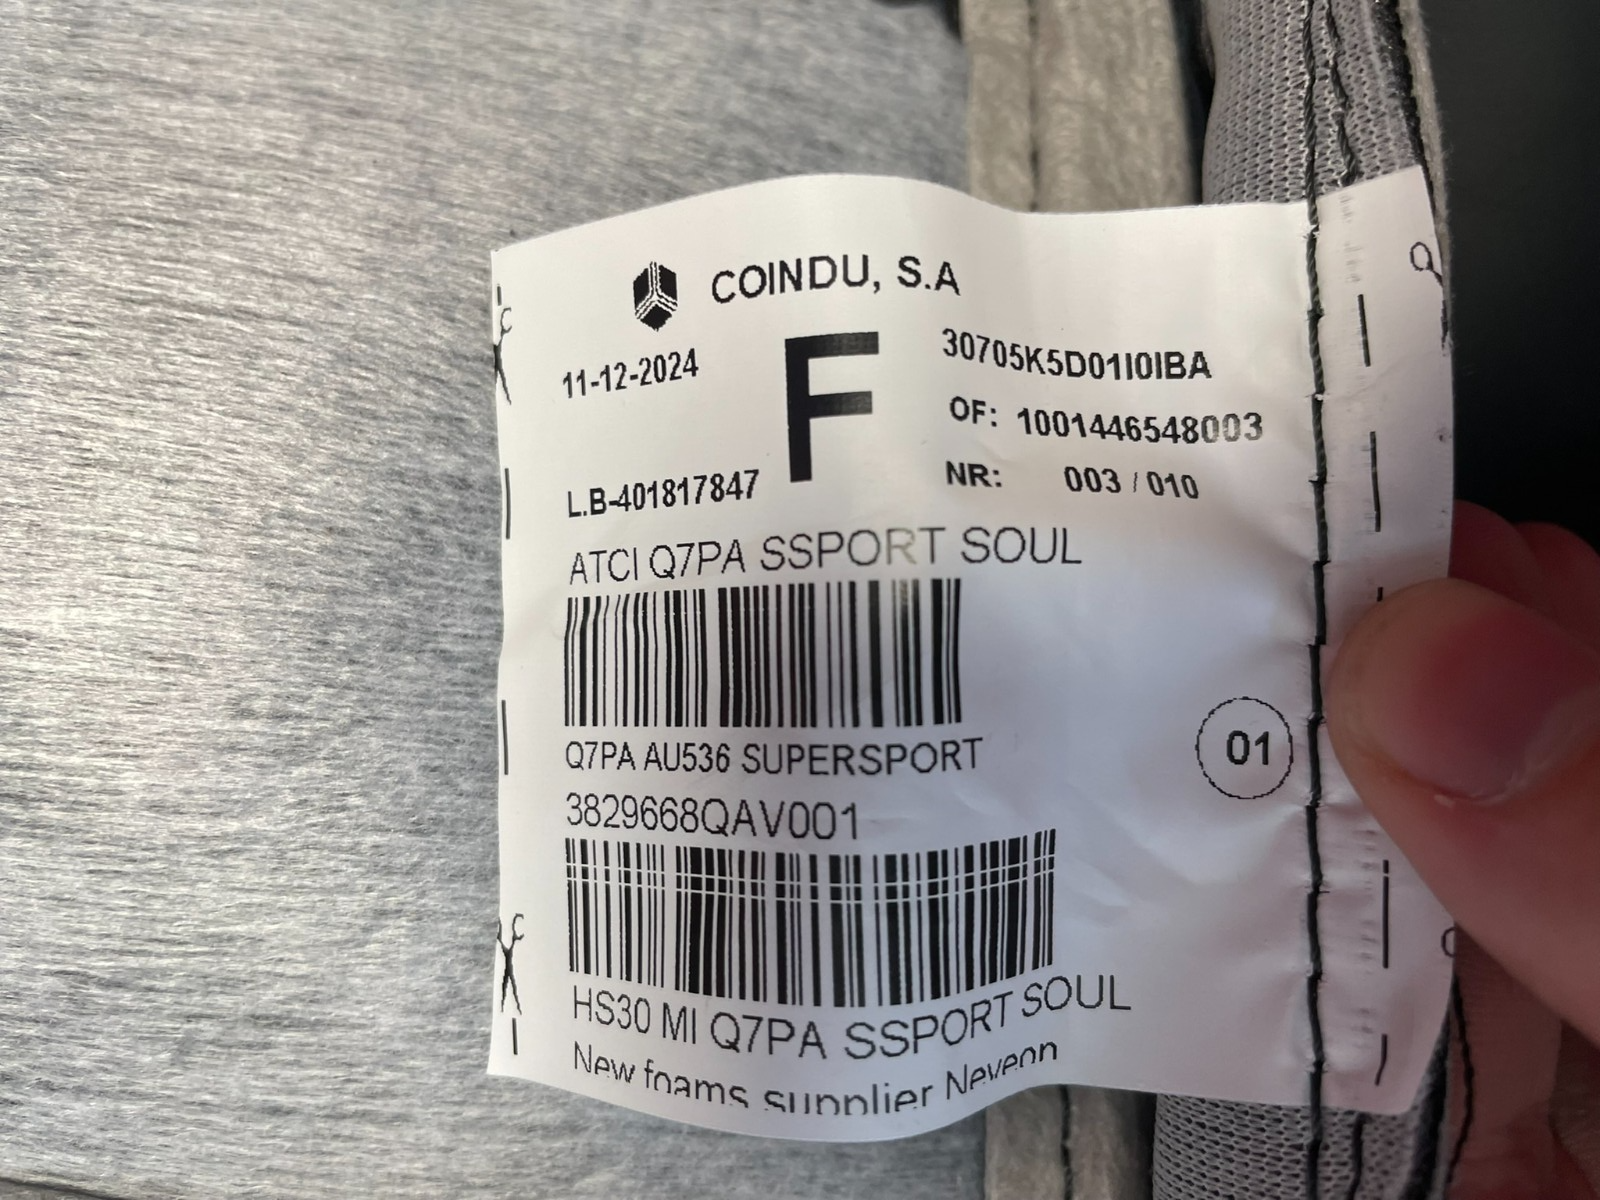 COINDU, S.A
11-12-2024
F
30705K5D01I0IBA
OF: 1001446548003
L.B-401817847
NR: 003 / 010
ATCI Q7PA SSPORT SOUL
Q7PA AU536 SUPERSPORT
01
3829668QAV001
HS30 MI Q7PA SSPORT SOUL
New foams supplier Neveon